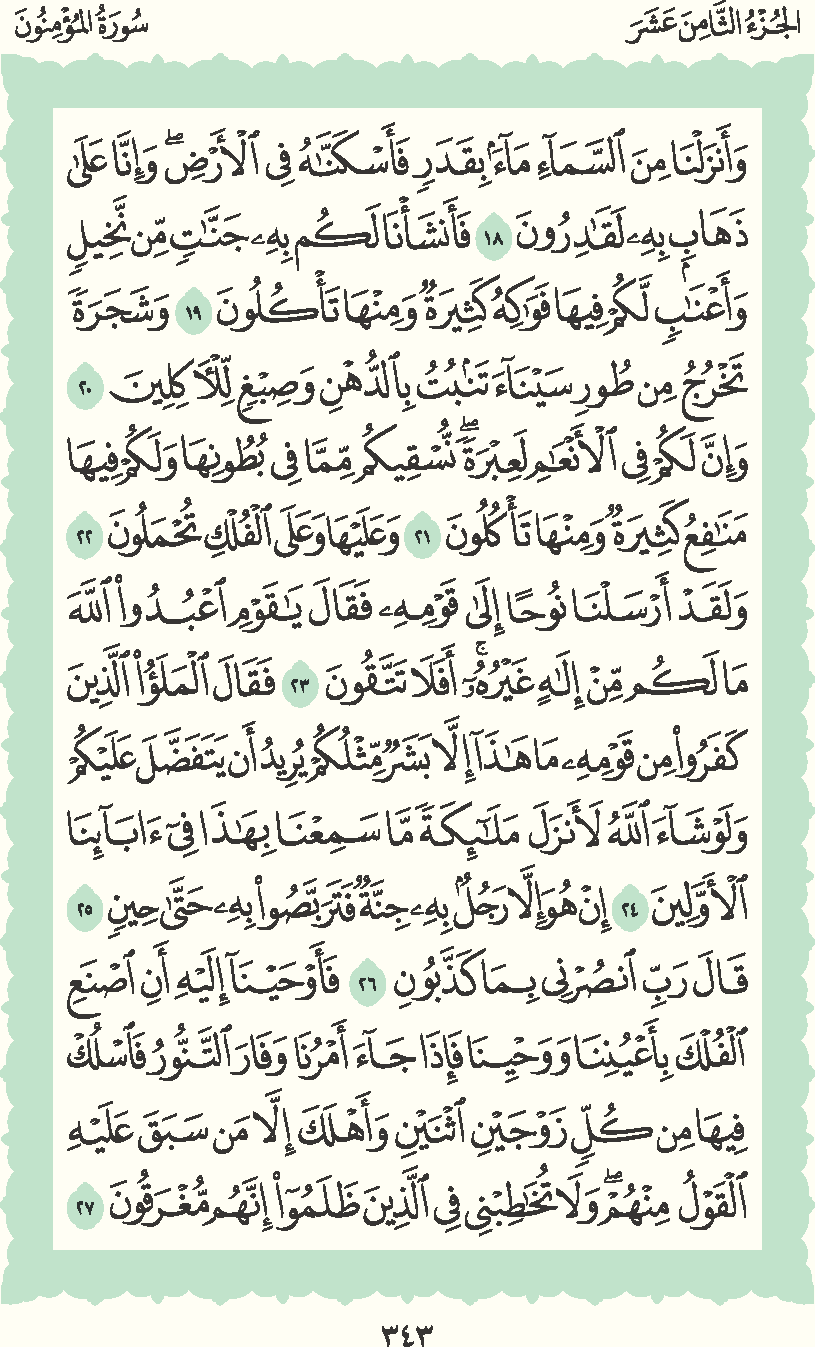 الجُزْءُ الثَّامِنَ عَشَرَ
سُورَةُ المُؤْمِنُونَ
وَأَنزَلْنَا مِنَ ٱلسَّمَآءِ مَآءَۢ بِقَدَرٖ فَأَسْكَنَّٰهُ فِى ٱلْأَرْضِۖ وَإِنَّا عَلَىٰ
ذَهَابِۭ بِهِۦ لَقَٰدِرُونَ ١٨ فَأَنشَأْنَا لَكُم بِهِۦ جَنَّٰتٖ مِّن نَّخِيلٖ
وَأَعْنَٰبٖ لَّكُمْ فِيهَا فَوَٰكِهُ كَثِيرَةٞ وَمِنْهَا تَأْكُلُونَ ١٩ وَشَجَرَةٗ
تَخْرُجُ مِن طُورِ سَيْنَآءَ تَنۢبُتُ بِٱلدُّهْنِ وَصِبْغٖ لِّلْءَاكِلِينَ ٢٠
وَإِنَّ لَكُمْ فِى ٱلْأَنْعَٰمِ لَعِبْرَةٗۖ نُّسْقِيكُم مِّمَّا فِى بُطُونِهَا وَلَكُمْ فِيهَا
مَنَٰفِعُ كَثِيرَةٞ وَمِنْهَا تَأْكُلُونَ ٢١ وَعَلَيْهَا وَعَلَى ٱلْفُلْكِ تُحْمَلُونَ ٢٢
وَلَقَدْ أَرْسَلْنَا نُوحًا إِلَىٰ قَوْمِهِۦ فَقَالَ يَٰقَوْمِ ٱعْبُدُوا۟ ٱللَّهَ
مَا لَكُم مِّنْ إِلَٰهٍ غَيْرُهُۥٓۚ أَفَلَا تَتَّقُونَ ٢٣ فَقَالَ ٱلْمَلَؤُا۟ ٱلَّذِينَ
كَفَرُوا۟ مِن قَوْمِهِۦ مَا هَٰذَآ إِلَّا بَشَرٞ مِّثْلُكُمْ يُرِيدُ أَن يَتَفَضَّلَ عَلَيْكُمْ
وَلَوْ شَآءَ ٱللَّهُ لَأَنزَلَ مَلَٰٓئِكَةٗ مَّا سَمِعْنَا بِهَٰذَا فِىٓ ءَابَآئِنَا
ٱلْأَوَّلِينَ ٢٤ إِنْ هُوَ إِلَّا رَجُلُۢ بِهِۦ جِنَّةٞ فَتَرَبَّصُوا۟ بِهِۦ حَتَّىٰ حِينٖ ٢٥
قَالَ رَبِّ ٱنصُرْنِى بِمَا كَذَّبُونِ ٢٦ فَأَوْحَيْنَآ إِلَيْهِ أَنِ ٱصْنَعِ
ٱلْفُلْكَ بِأَعْيُنِنَا وَوَحْيِنَا فَإِذَا جَآءَ أَمْرُنَا وَفَارَ ٱلتَّنُّورُ فَٱسْلُكْ
فِيهَا مِن كُلّٖ زَوْجَيْنِ ٱثْنَيْنِ وَأَهْلَكَ إِلَّا مَن سَبَقَ عَلَيْهِ
ٱلْقَوْلُ مِنْهُمْۖ وَلَا تُخَٰطِبْنِى فِى ٱلَّذِينَ ظَلَمُوٓا۟ إِنَّهُم مُّغْرَقُونَ ٢٧
٣٤٣